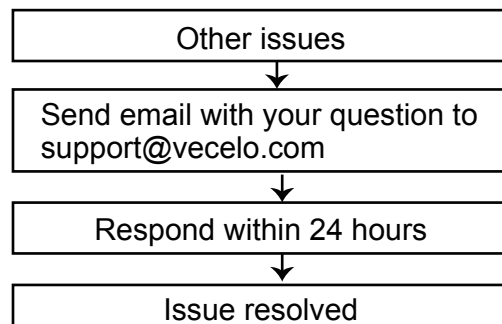 Other issues
Send email with your question to
support@vecelo.com
Respond within 24 hours
Issue resolved